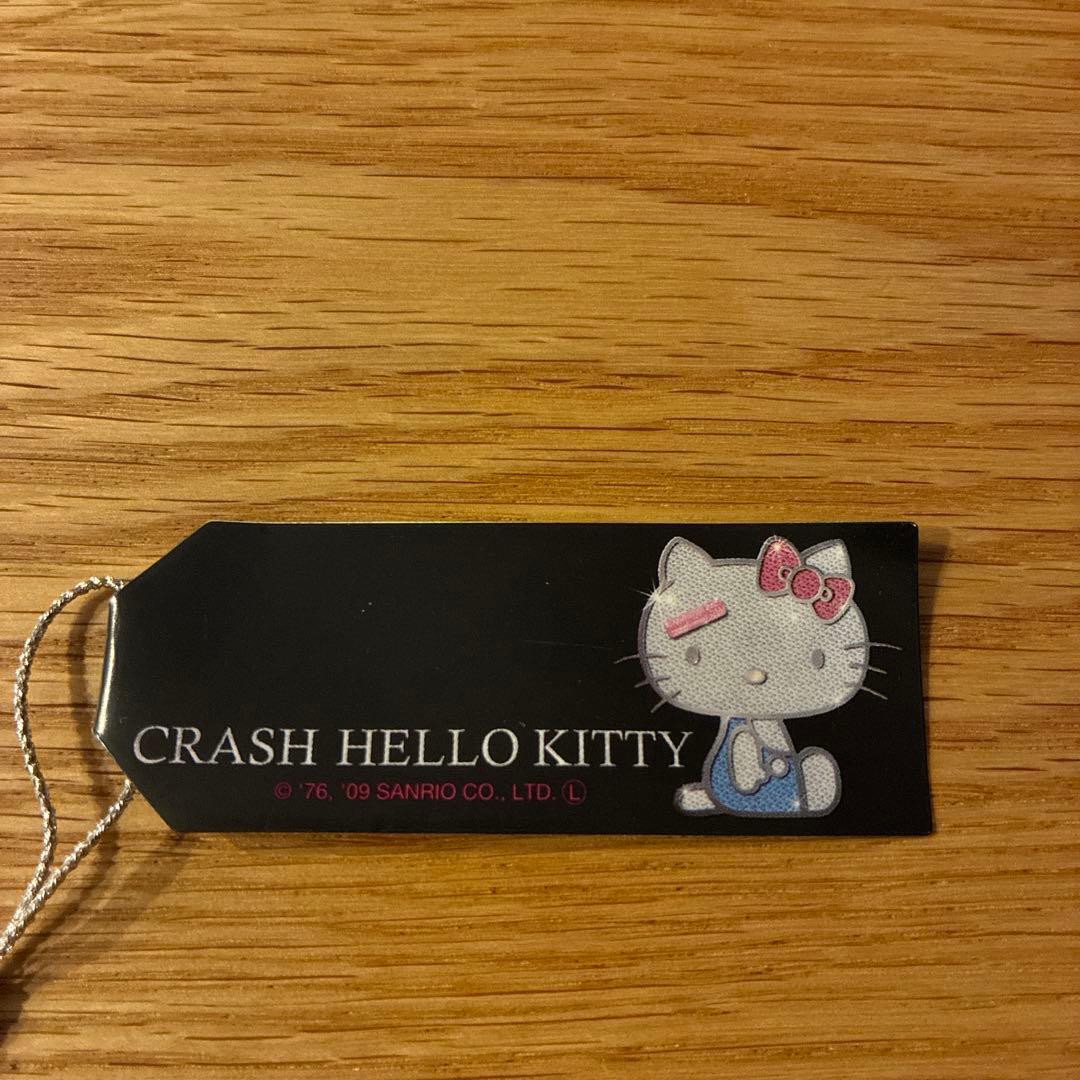 CRASH HELLO KITTY
© '76, '09 SANRIO CO., LTD. Ⓛ